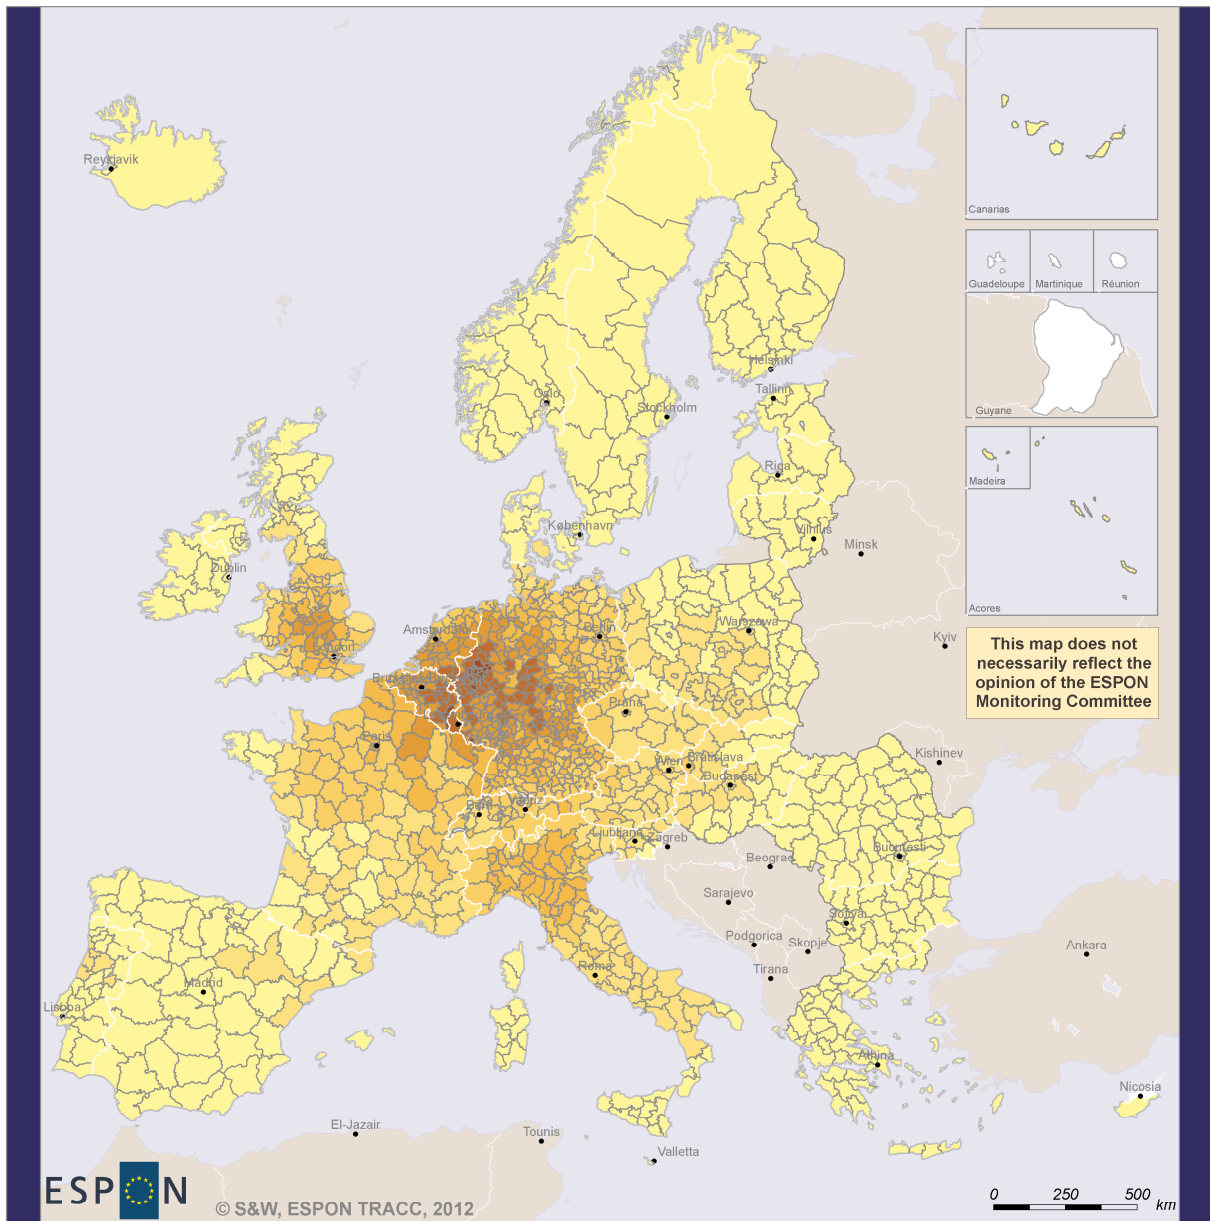 Reykjavik
Canarias
Guadeloupe
Martinique
Réunion
Helsinki
Tallinn
Oslo
Stockholm
Guyane
Riga
Madeira
København
Vilnius
Minsk
Dublin
Acores
Amsterdam
Berlin
Warszawa
Kyiv
This map does not
necessarily reflect the
opinion of the ESPON
Monitoring Committee
London
Praha
Paris
Kishinev
Wien
Bratislava
Budapest
Bern
Vaduz
Ljubljana
Zagreb
Bucuresti
Beograd
Sarajevo
Sofiya
Podgorica
Skopje
Ankara
Roma
Tirana
Madrid
Lisboa
Athina
Nicosia
El-Jazair
Tounis
Valletta
ESPON
© S&W, ESPON TRACC, 2012
0 250 500
km